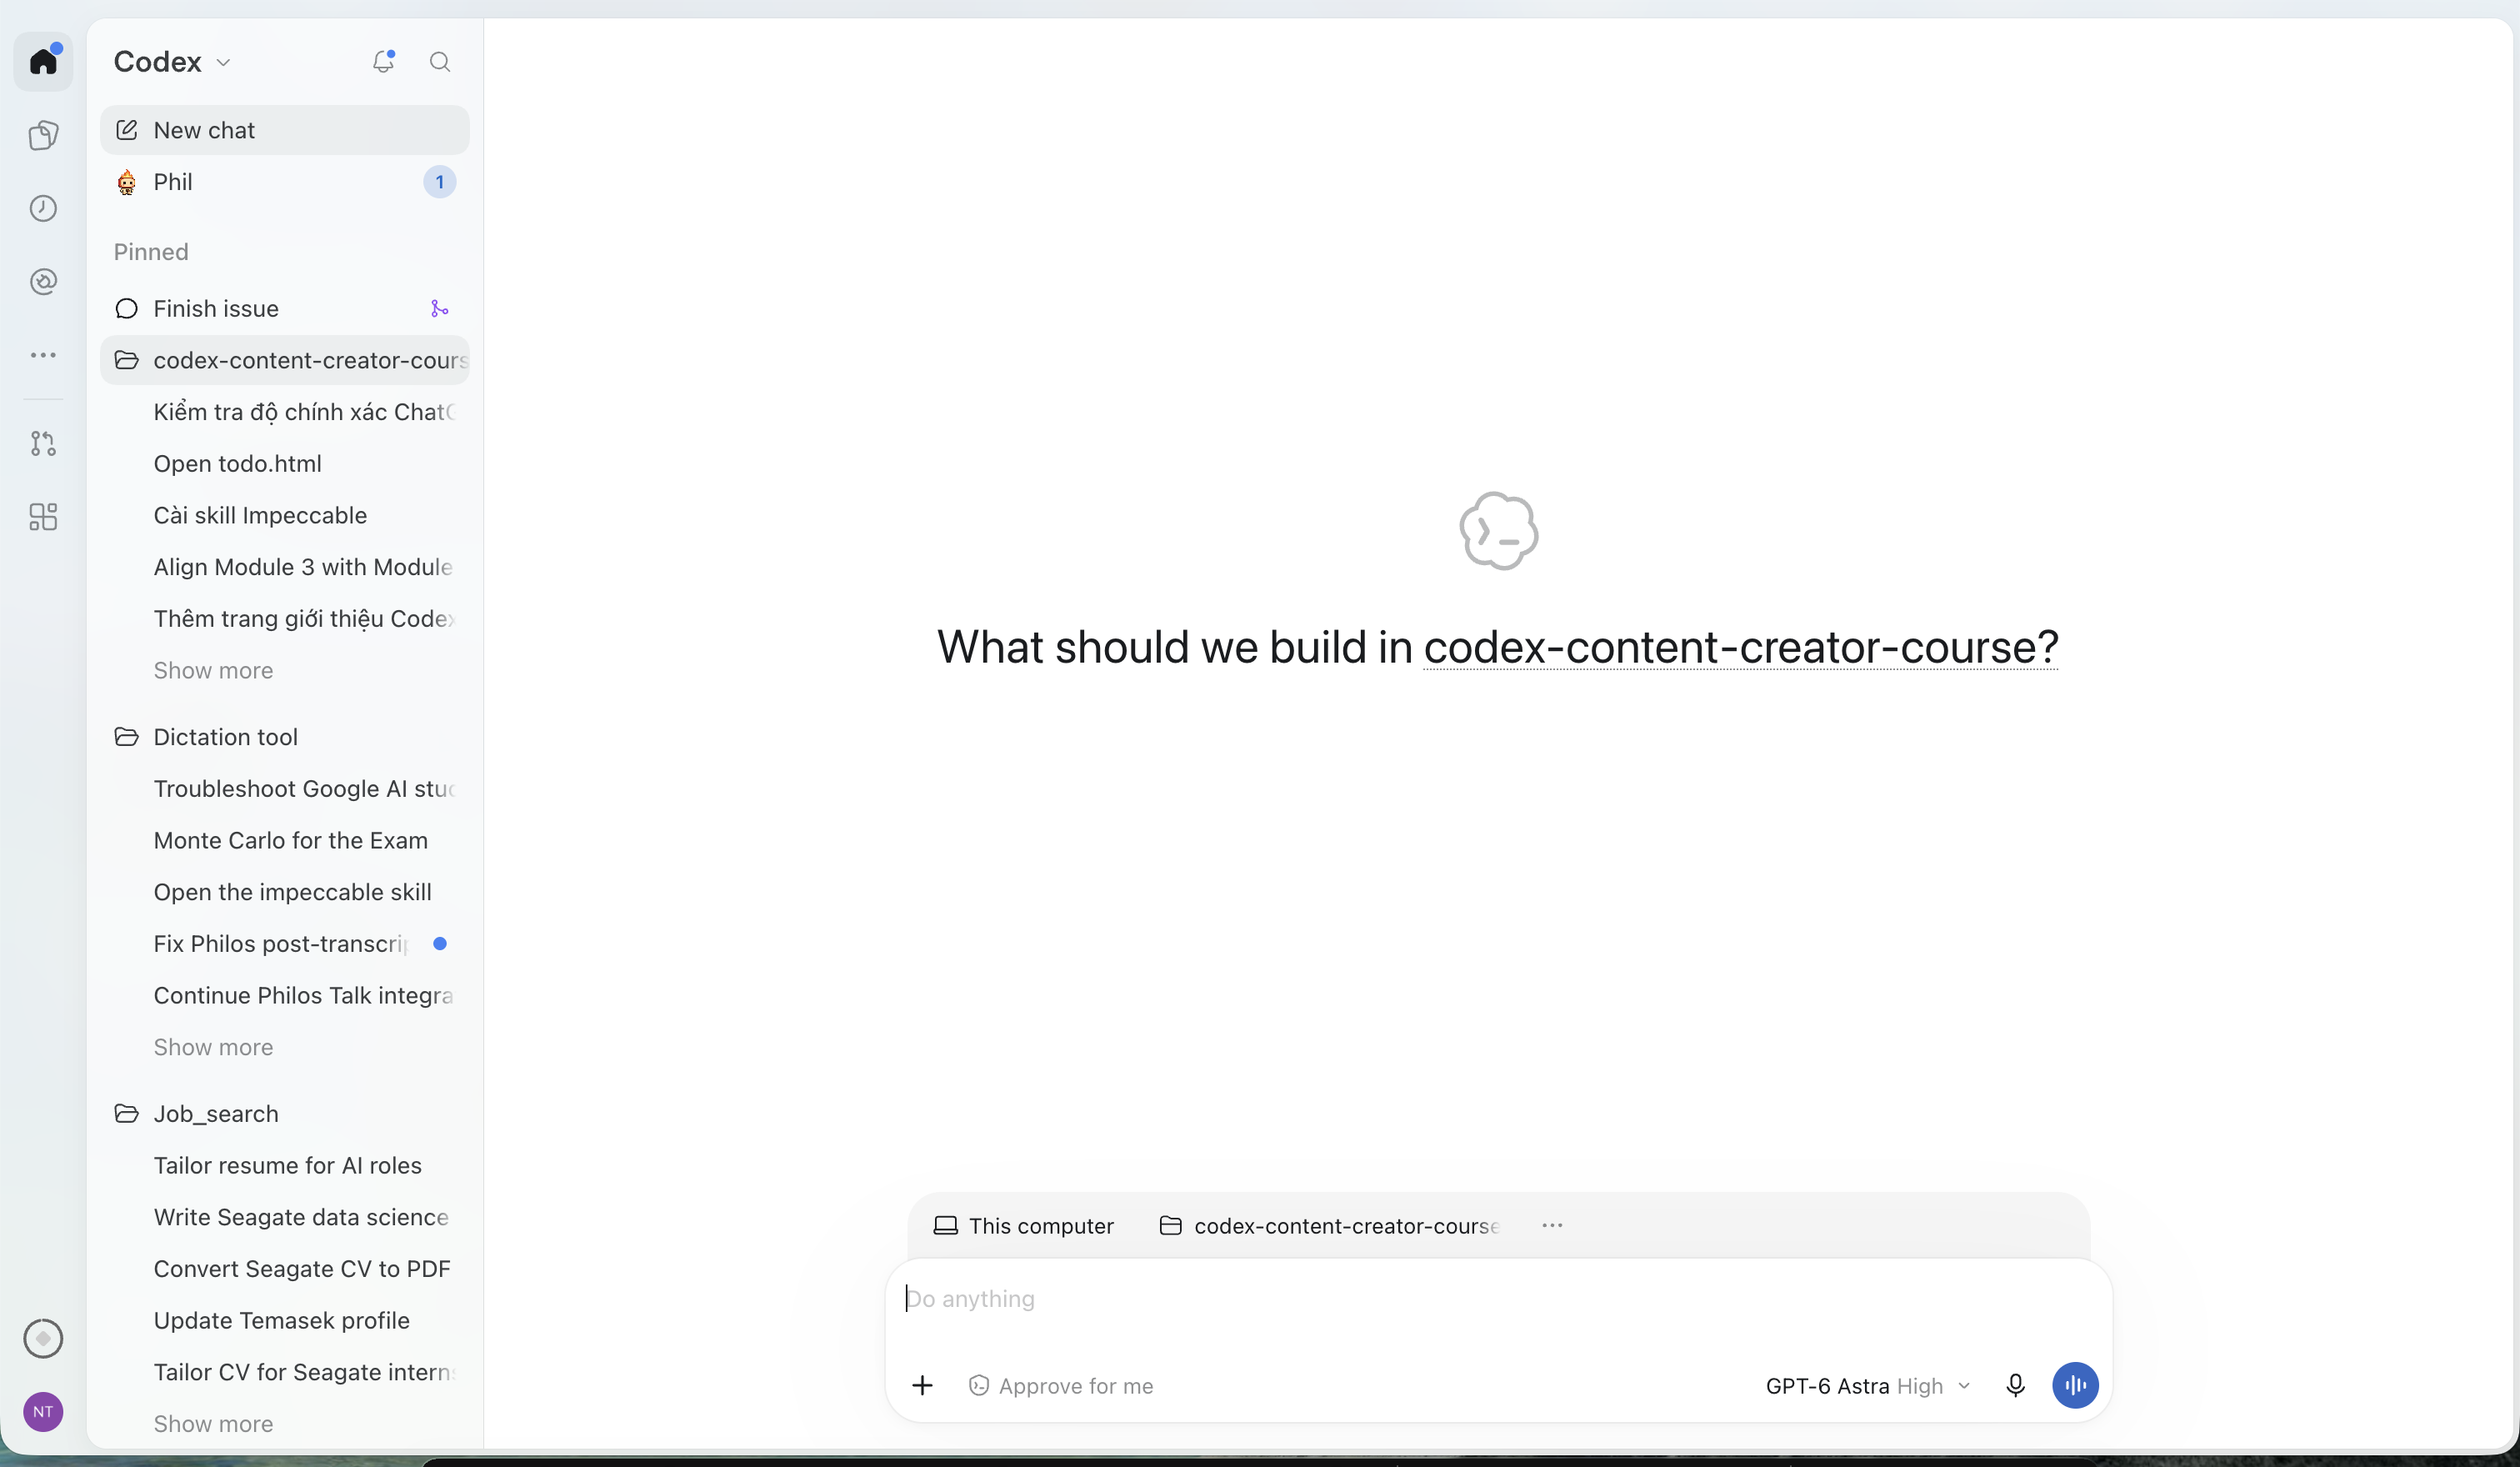 Codex
New chat
Phil
1
Pinned
Finish issue
codex-content-creator-cours
Kiểm tra độ chính xác Chat
Open todo.html
Cài skill Impeccable
Align Module 3 with Module
Thêm trang giới thiệu Codex
Show more
Dictation tool
Troubleshoot Google AI stu
Monte Carlo for the Exam
Open the impeccable skill
Fix Philos post-transcrip
Continue Philos Talk integra
Show more
Job_search
Tailor resume for AI roles
Write Seagate data science
Convert Seagate CV to PDF
Update Temasek profile
Tailor CV for Seagate intern
Show more
NT
What should we build in codex-content-creator-course?
This computer codex-content-creator-course
Do anything
Approve for me GPT-6 Astra High